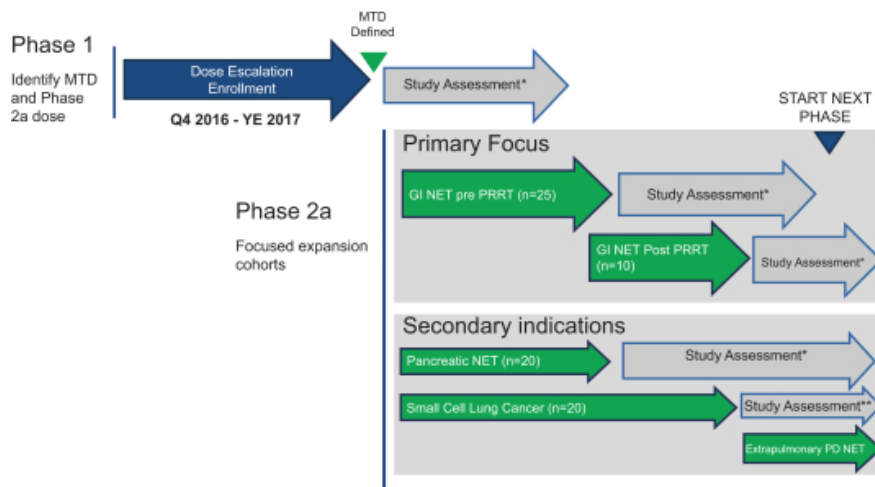 Phase 1
Identify MTD
and Phase
2a dose
Dose Escalation
Enrollment
Q4 2016 - YE 2017
MTD
Defined
Study Assessment*
START NEXT
PHASE
Phase 2a
Focused expansion
cohorts
Primary Focus
GI NET pre PRRT (n=25)
Study Assessment*
GI NET Post PRRT
(n=10)
Study Assessment*
Secondary indications
Pancreatic NET (n=20)
Study Assessment*
Small Cell Lung Cancer (n=20)
Study Assessment**
Extrapulmonary PD NET